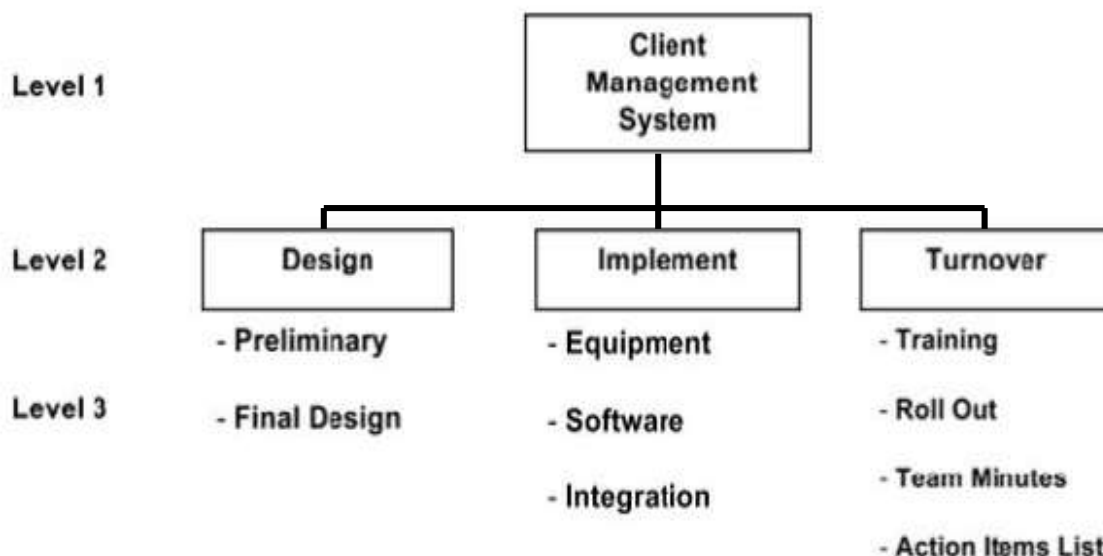 Level 1
Client
Management
System
Level 2
Design
Implement
Turnover
Level 3
- Preliminary
- Final Design
- Equipment
- Software
- Integration
- Training
- Roll Out
- Team Minutes
- Action Items List